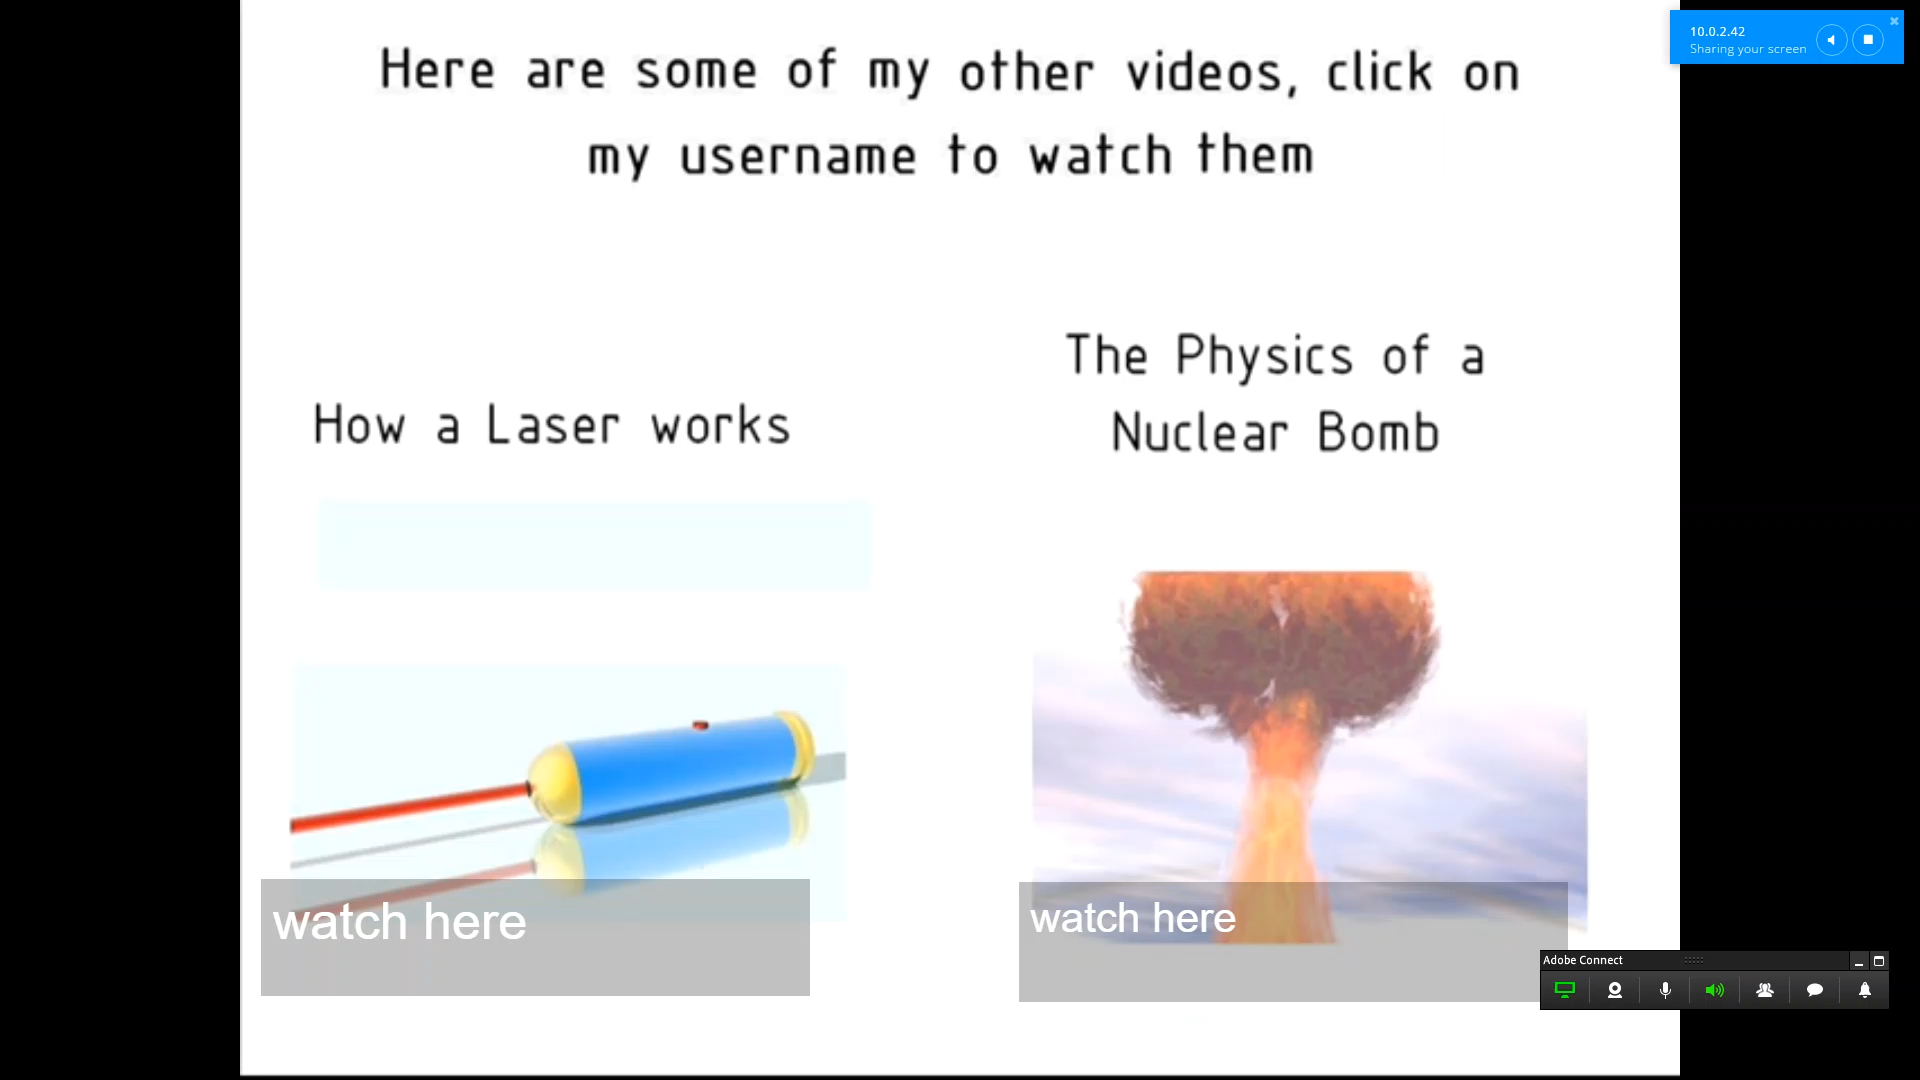 10.0.2.42
Sharing your screen
Here are some of my other videos, click on
my username to watch them
How a Laser works
The Physics of a
Nuclear Bomb
watch here
watch here
Adobe Connect